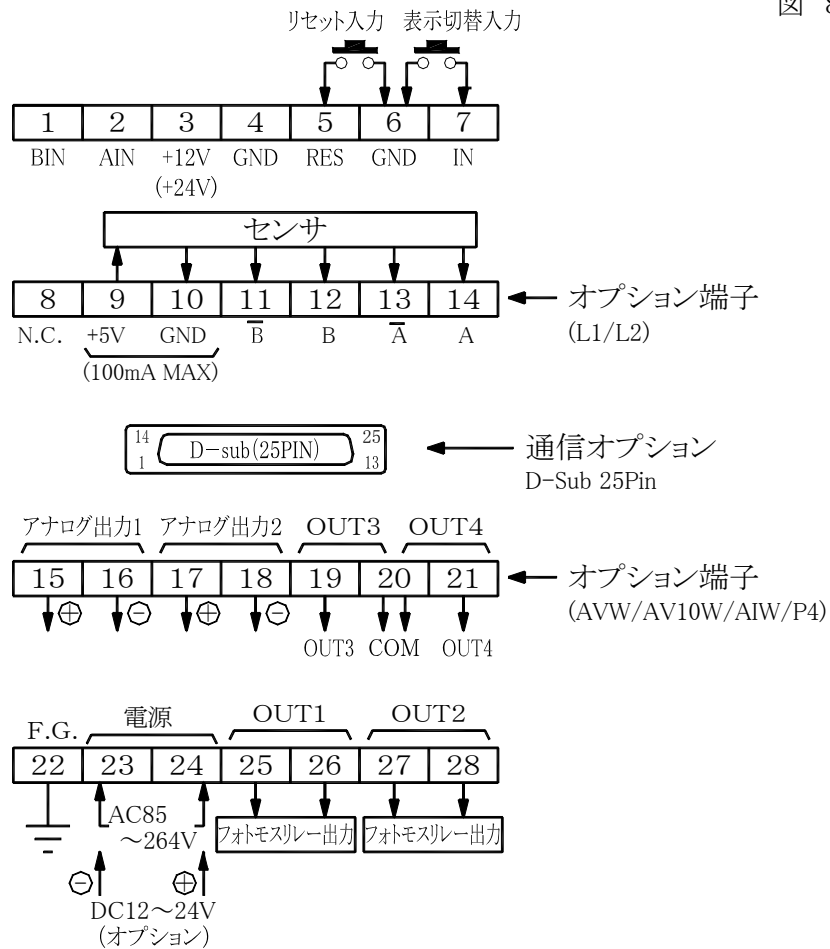 図 8
リセット入力 表示切替入力
1 2 3 4 5 6 7
BIN AIN +12V GND RES GND IN
(+24V)
センサ
8 9 10 11 12 13 14
オプション端子
(L1/L2)
N.C. +5V GND B̅ B A̅ A
(100mA MAX)
14 25
D-sub(25PIN)
1 13
通信オプション
D-Sub 25Pin
アナログ出力1 アナログ出力2 OUT3 OUT4
15 16 17 18 19 20 21
オプション端子
(AVW/AV10W/AIW/P4)
⊕ ⊖ ⊕ ⊖
OUT3 COM OUT4
F.G. 電源 OUT1 OUT2
22 23 24 25 26 27 28
AC85
~264V
フォトモスリレー出力 フォトモスリレー出力
⊖ ⊕
DC12~24V
(オプション)